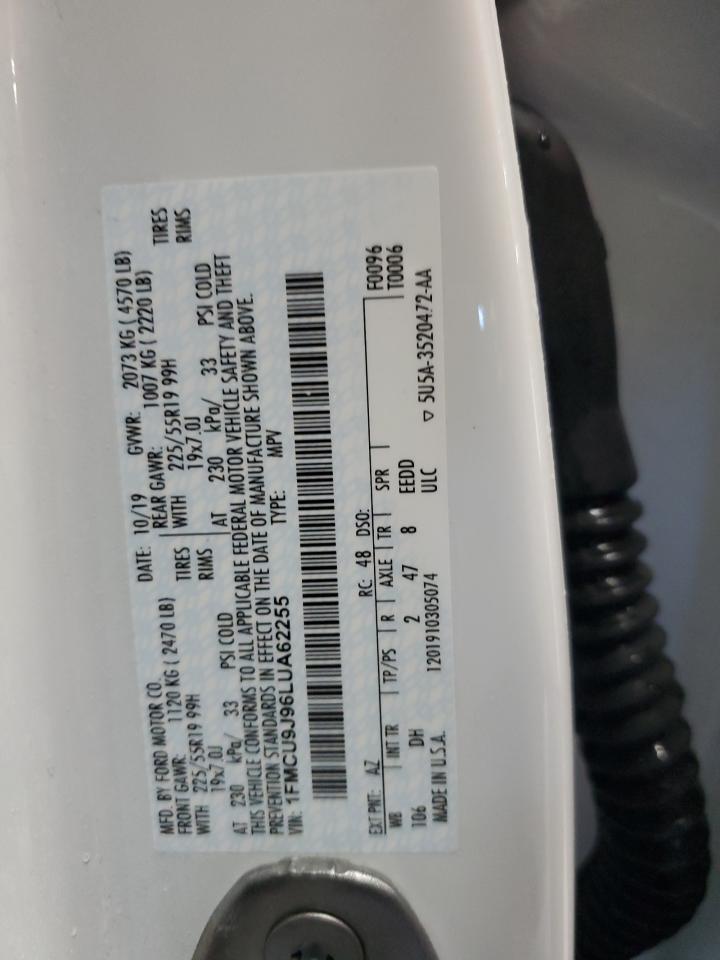 MFD. BY FORD MOTOR CO. DATE: 10/19 GVWR: 2073 KG ( 4570 LB)
FRONT GAWR: 1120 KG ( 2470 LB) REAR GAWR: 1007 KG ( 2220 LB)
WITH 225/55R19 99H TIRES WITH 225/55R19 99H TIRES
19x7.0J RIMS 19x7.0J RIMS
AT 230 kPa/ 33 PSI COLD AT 230 kPa/ 33 PSI COLD
THIS VEHICLE CONFORMS TO ALL APPLICABLE FEDERAL MOTOR VEHICLE SAFETY AND THEFT
PREVENTION STANDARDS IN EFFECT ON THE DATE OF MANUFACTURE SHOWN ABOVE.
VIN: 1FMCU9J96LUA62255 TYPE: MPV
EXT PNT: AZ RC: 48 DSO: F0096
WB INT TR TP/PS R AXLE TR SPR T0006
106 DH 2 47 8 EEDD
MADE IN U.S.A. 1201910305074 ULC ▽ 5U5A-3520472-AA